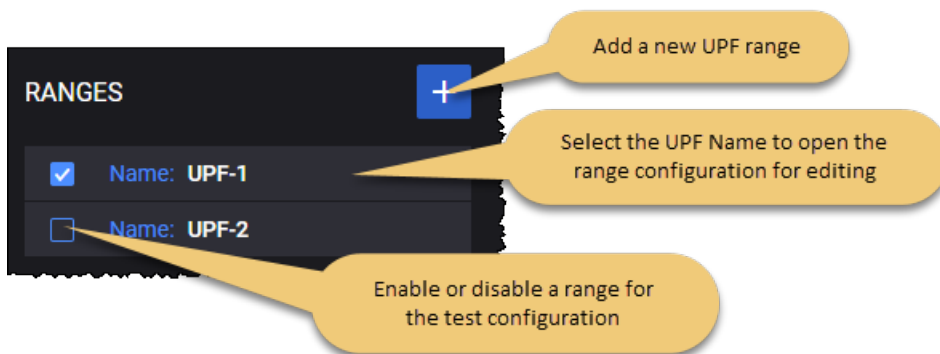 Add a new UPF range
RANGES
+
Select the UPF Name to open the
range configuration for editing
Name: UPF-1
Name: UPF-2
Enable or disable a range for
the test configuration